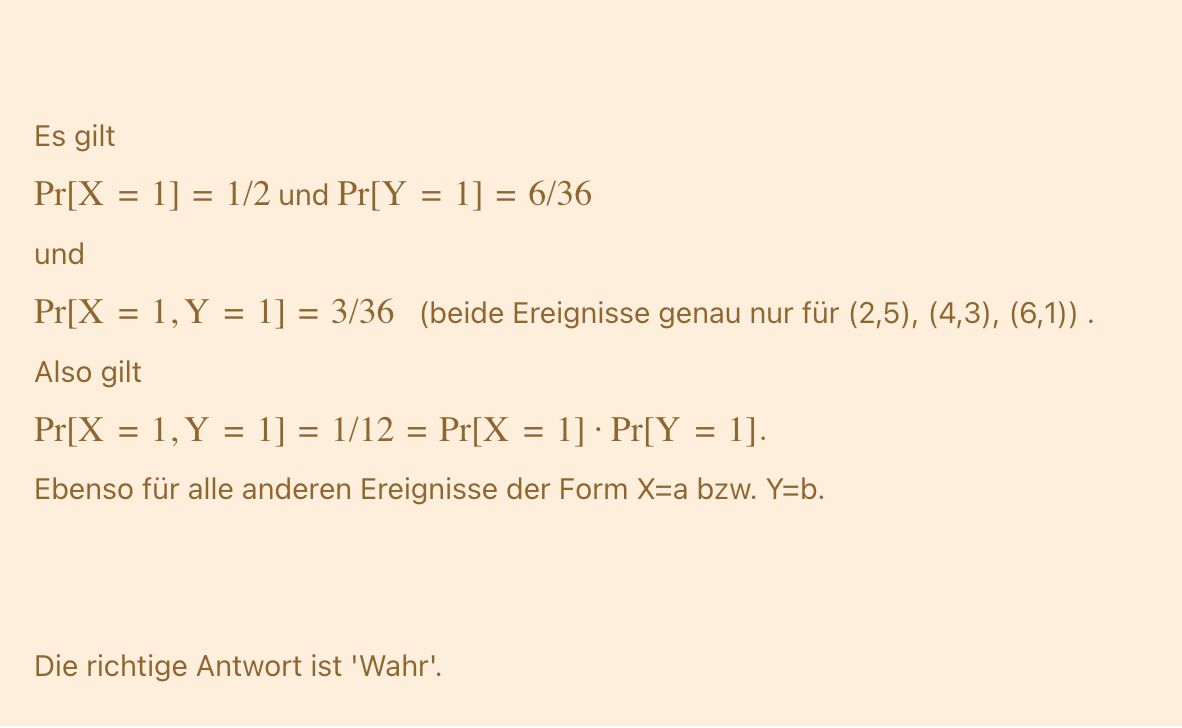 Es gilt
Pr[X = 1] = 1/2 und Pr[Y = 1] = 6/36
und
Pr[X = 1, Y = 1] = 3/36 (beide Ereignisse genau nur für (2,5), (4,3), (6,1)) .
Also gilt
Pr[X = 1, Y = 1] = 1/12 = Pr[X = 1] · Pr[Y = 1].
Ebenso für alle anderen Ereignisse der Form X=a bzw. Y=b.
Die richtige Antwort ist 'Wahr'.